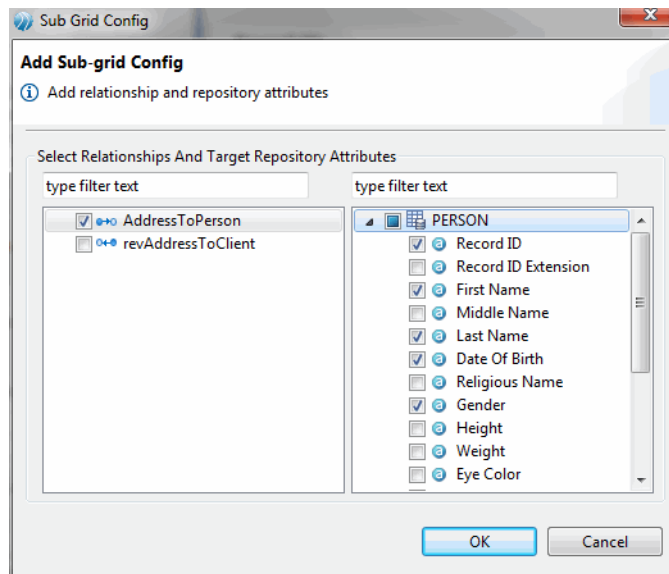 Sub Grid Config
Add Sub-grid Config
Add relationship and repository attributes
Select Relationships And Target Repository Attributes
type filter text
type filter text
AddressToPerson
revAddressToClient
PERSON
Record ID
Record ID Extension
First Name
Middle Name
Last Name
Date Of Birth
Religious Name
Gender
Height
Weight
Eye Color
OK
Cancel